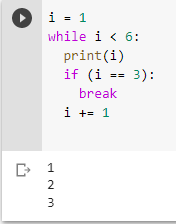 i = 1
while i < 6:
  print(i)
  if (i == 3):
    break
  i += 1
1
2
3